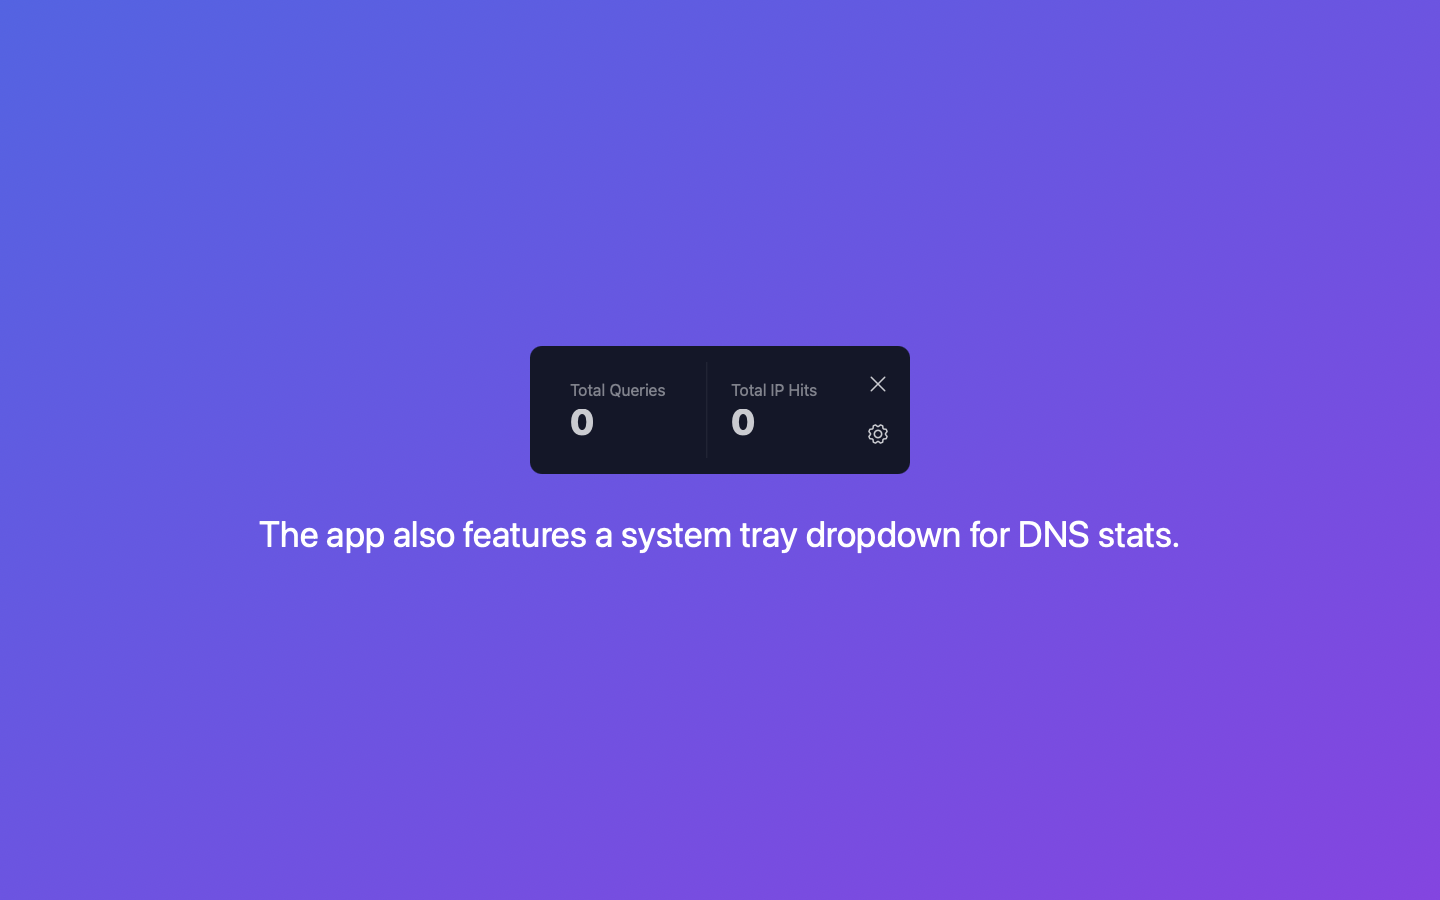 Total Queries
0
Total IP Hits
0
The app also features a system tray dropdown for DNS stats.